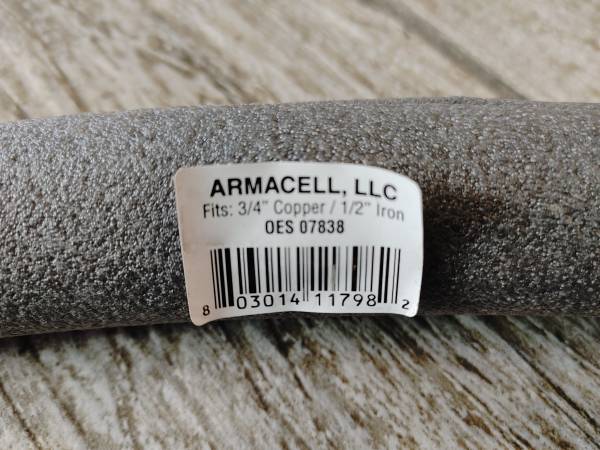 ARMACELL, LLC
Fits: 3/4" Copper / 1/2" Iron
OES 07838
8 03014 11798 2